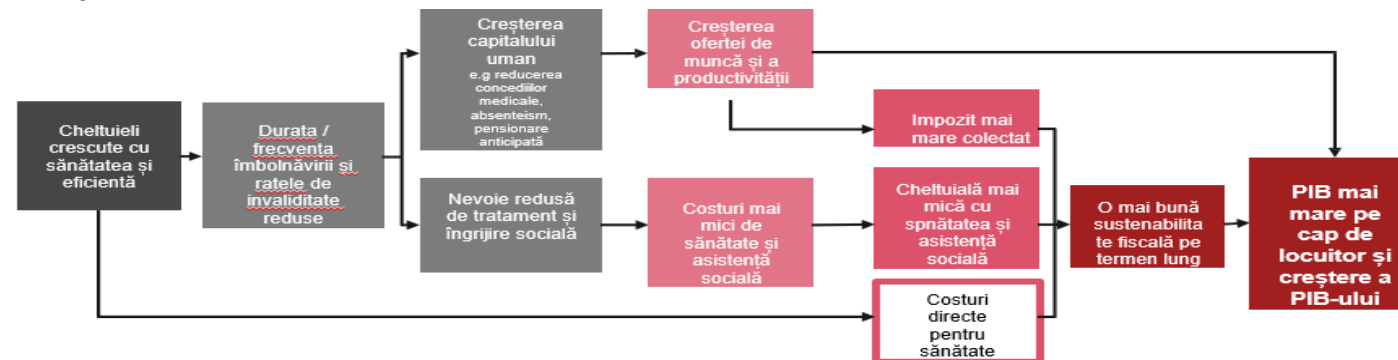 Cheltuieli
crescute cu
sănătatea și
eficientă
Durata /
frecvența
îmbolnăvirii și
ratele de
invaliditate
reduse
Creșterea
capitalului
uman
e.g reducerea
concediilor
medicale,
absenteism,
pensionare
anticipată
Nevoie redusă
de tratament și
îngrijire socială
Creșterea
ofertei de
muncă și a
productivității
Costuri mai
mici de
sănătate și
asistență
socială
Impozit mai
mare colectat
Cheltuială mai
mică cu
spnătatea și
asistență
socială
Costuri
directe
pentru
sănătate
O mai bună
sustenabilita
te fiscală pe
termen lung
PIB mai
mare pe
cap de
locuitor și
creștere a
PIB-ului